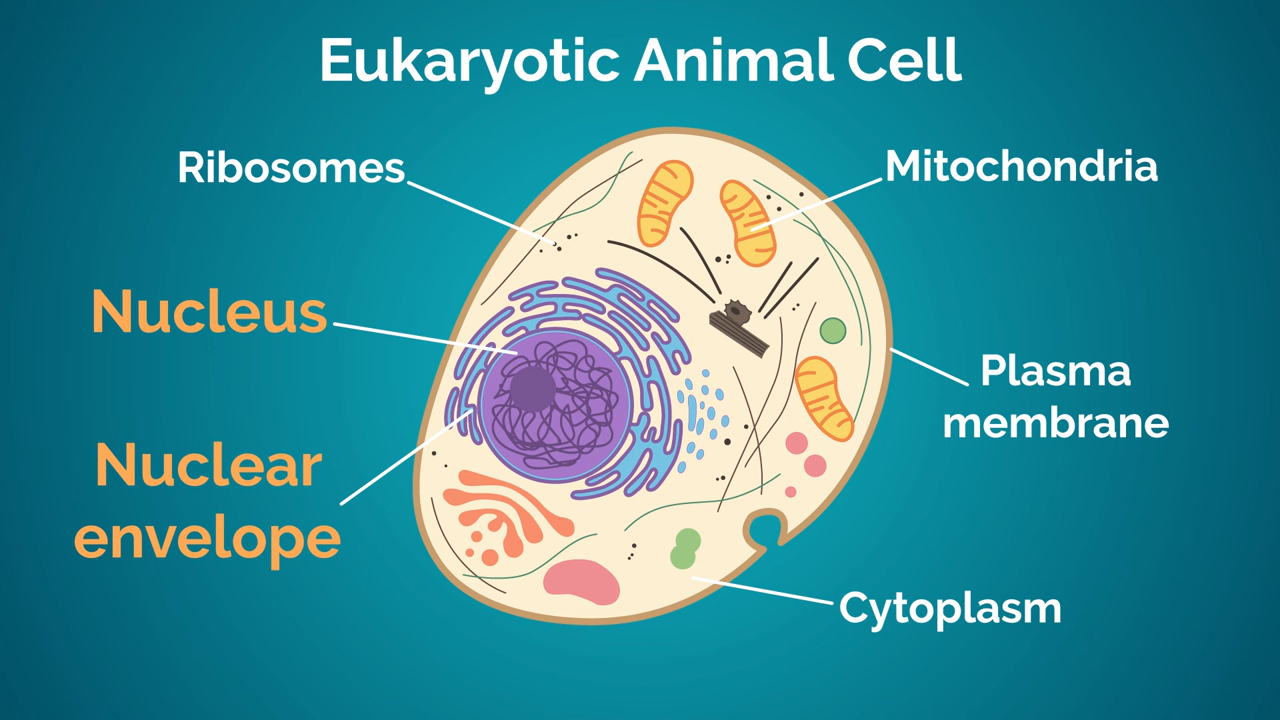 Eukaryotic Animal Cell
Ribosomes
Mitochondria
Nucleus
Plasma
membrane
Nuclear
envelope
Cytoplasm